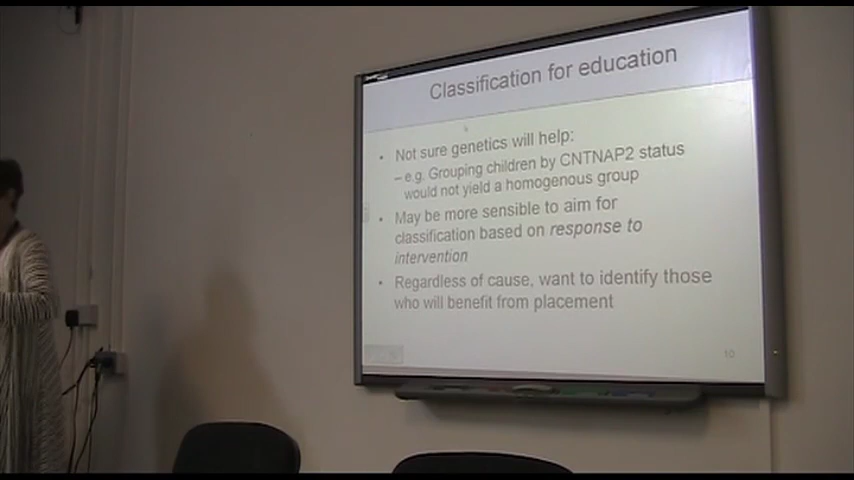 Classification for education
• Not sure genetics will help:
– e.g. Grouping children by CNTNAP2 status
would not yield a homogenous group
• May be more sensible to aim for
classification based on response to
intervention
• Regardless of cause, want to identify those
who will benefit from placement
10